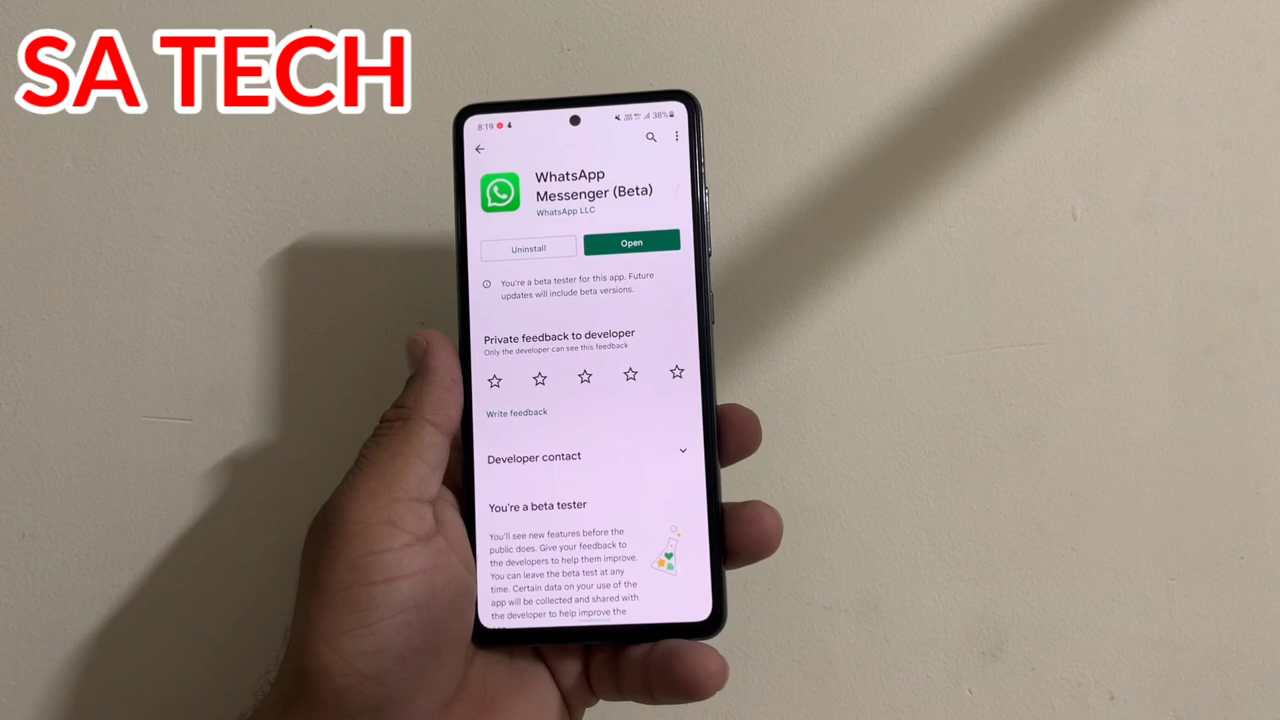 SA TECH
8:19
38%
WhatsApp
Messenger (Beta)
WhatsApp LLC
Uninstall
Open
You're a beta tester for this app. Future
updates will include beta versions.
Private feedback to developer
Only the developer can see this feedback
Write feedback
Developer contact
You're a beta tester
You'll see new features before the
public does. Give your feedback to
the developers to help them improve.
You can leave the beta test at any
time. Certain data on your use of the
app will be collected and shared with
the developer to help improve the